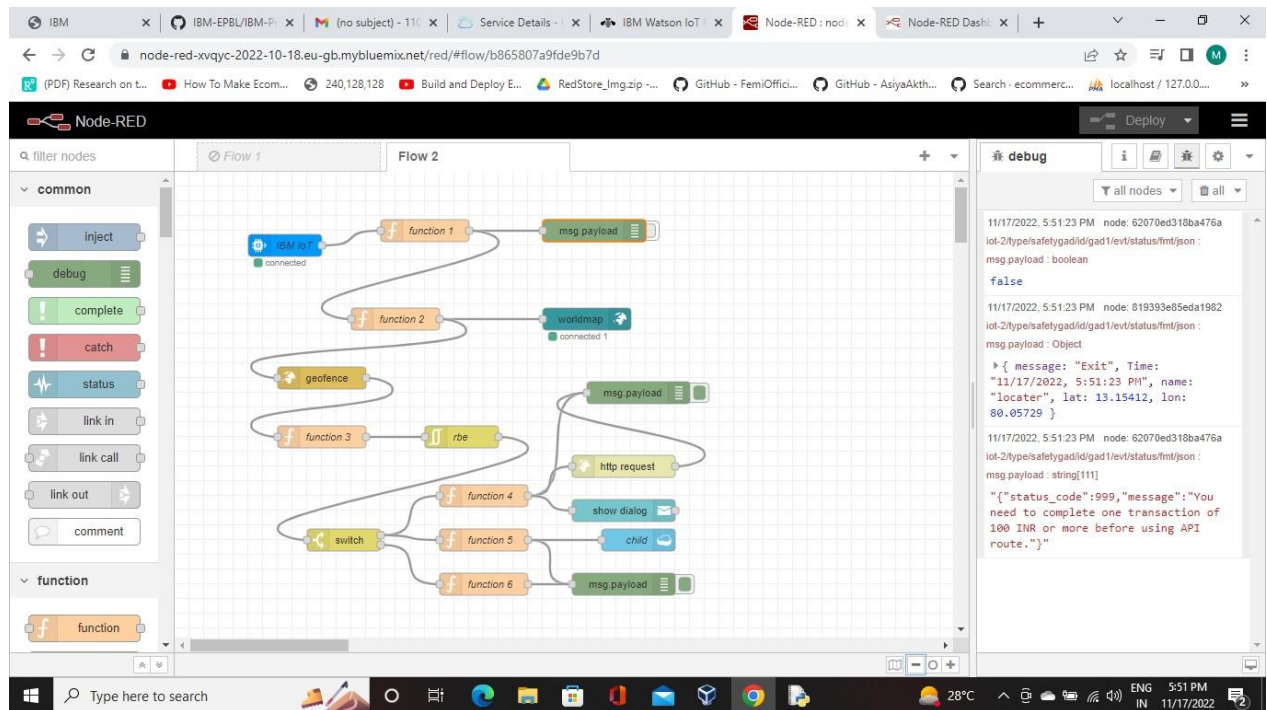 IBM
IBM-EPBL/IBM-Pr
(no subject) - 110
Service Details -
IBM Watson IoT
Node-RED : node
Node-RED Dash
node-red-xvqyc-2022-10-18.eu-gb.mybluemix.net/red/#flow/b865807a9fde9b7d
M
(PDF) Research on t...
How To Make Ecom...
240,128,128
Build and Deploy E...
RedStore_Img.zip -...
GitHub - FemiOffici...
GitHub - AsiyaAkth...
Search · ecommerc...
localhost / 127.0.0....
Node-RED
Deploy
filter nodes
Flow 1
Flow 2
debug
all nodes
all
common
inject
debug
complete
catch
status
link in
link call
link out
comment
function
function
IBM IoT
connected
function 1
msg.payload
function 2
worldmap
connected 1
geofence
msg.payload
function 3
rbe
http request
function 4
show dialog
switch
function 5
child
function 6
msg.payload
11/17/2022, 5:51:23 PM node: 62070ed318ba476a
iot-2/type/safetygad/id/gad1/evt/status/fmt/json :
msg.payload : boolean
false
11/17/2022, 5:51:23 PM node: 819393e85eda1982
iot-2/type/safetygad/id/gad1/evt/status/fmt/json :
msg.payload : Object
{ message: "Exit", Time:
"11/17/2022, 5:51:23 PM", name:
"locater", lat: 13.15412, lon:
80.05729 }
11/17/2022, 5:51:23 PM node: 62070ed318ba476a
iot-2/type/safetygad/id/gad1/evt/status/fmt/json :
msg.payload : string[111]
"{"status_code":999,"message":"You
need to complete one transaction of
100 INR or more before using API
route."}"
Type here to search
28°C
ENG
IN
5:51 PM
11/17/2022